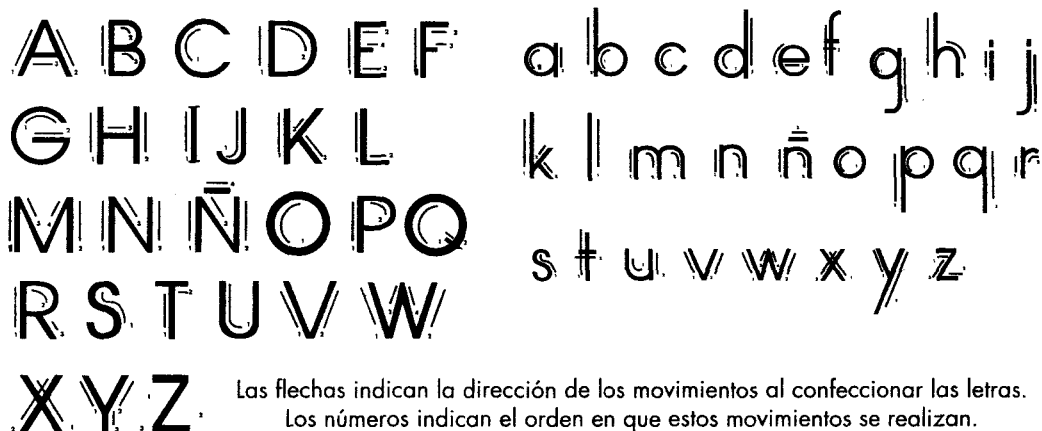 A B C D E F
G H I J K L
M N Ñ O P Q
R S T U V W
X Y Z
a b c d e f g h i j
k l m n ñ o p q r
s t u v w x y z
Las flechas indican la dirección de los movimientos al confeccionar las letras.
Los números indican el orden en que estos movimientos se realizan.